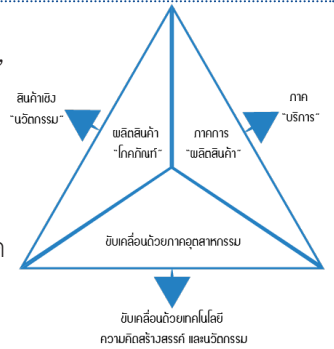 สินค้าเชิง
"นวัตกรรม"
ผลิตสินค้า
"โภคภัณฑ์"
ภาคการ
"ผลิตสินค้า"
ภาค
"บริการ"
ขับเคลื่อนด้วยภาคอุตสาหกรรม
ขับเคลื่อนด้วยเทคโนโลยี
ความคิดสร้างสรรค์ และนวัตกรรม